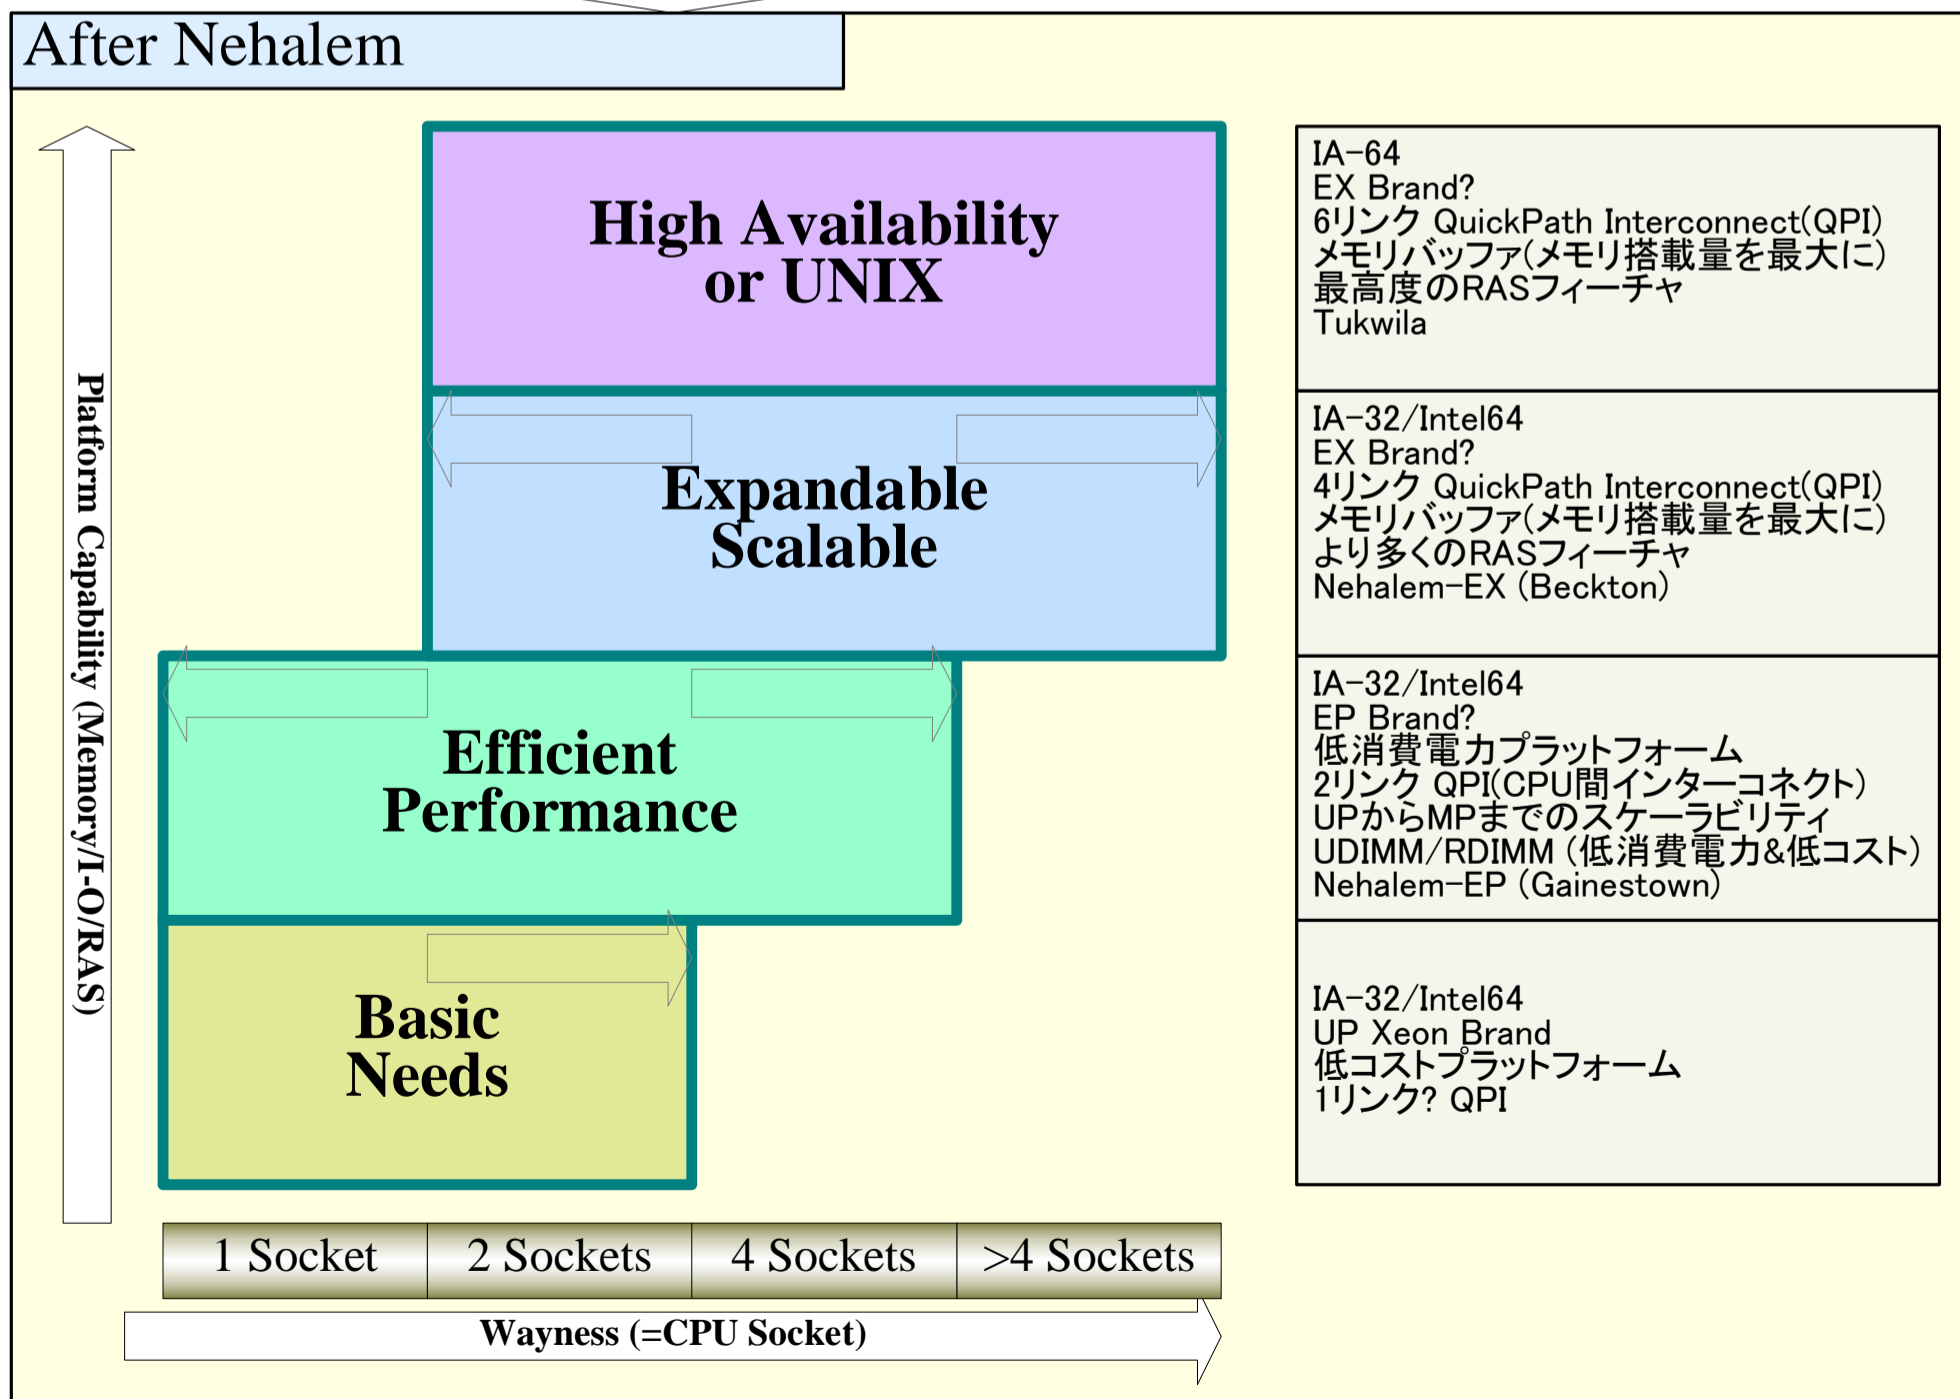 After Nehalem
Platform Capability (Memory/I-O/RAS)
High Availability
or UNIX
Expandable
Scalable
Efficient
Performance
Basic
Needs
IA-64
EX Brand?
6リンク QuickPath Interconnect(QPI)
メモリバッファ(メモリ搭載量を最大に)
最高度のRASフィーチャ
Tukwila
IA-32/Intel64
EX Brand?
4リンク QuickPath Interconnect(QPI)
メモリバッファ(メモリ搭載量を最大に)
より多くのRASフィーチャ
Nehalem-EX (Beckton)
IA-32/Intel64
EP Brand?
低消費電力プラットフォーム
2リンク QPI(CPU間インターコネクト)
UPからMPまでのスケーラビリティ
UDIMM/RDIMM (低消費電力&低コスト)
Nehalem-EP (Gainestown)
IA-32/Intel64
UP Xeon Brand
低コストプラットフォーム
1リンク? QPI
1 Socket
2 Sockets
4 Sockets
>4 Sockets
Wayness (=CPU Socket)